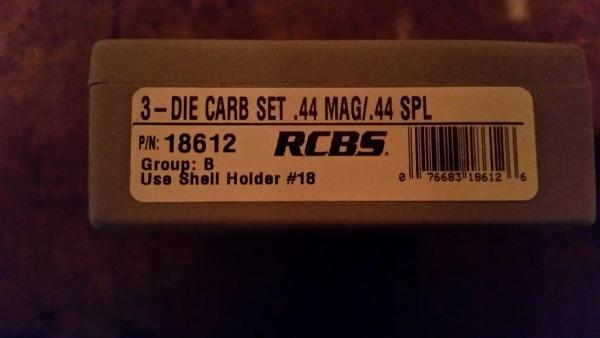 3-DIE CARB SET .44 MAG/.44 SPL
P/N: 18612 RCBS.
Group: B
Use Shell Holder #18
0 76683 18612 6